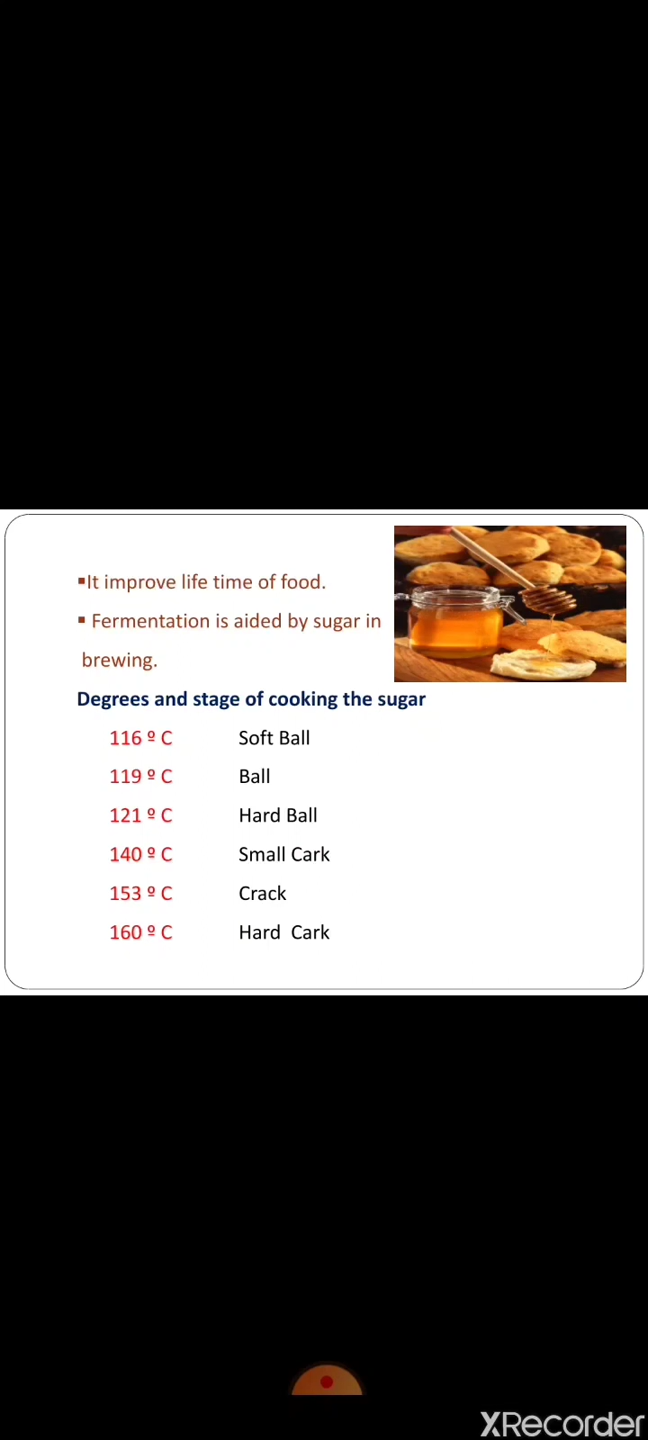 ▪It improve life time of food.
▪ Fermentation is aided by sugar in
brewing.
Degrees and stage of cooking the sugar
116 º C Soft Ball
119 º C Ball
121 º C Hard Ball
140 º C Small Cark
153 º C Crack
160 º C Hard Cark
XRecorder